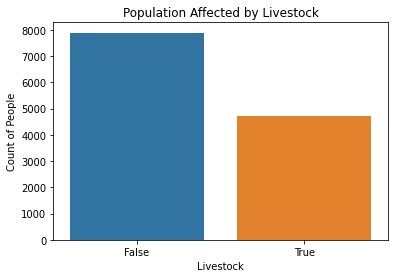 Population Affected by Livestock
Count of People
8000
7000
6000
5000
4000
3000
2000
1000
0
False
True
Livestock